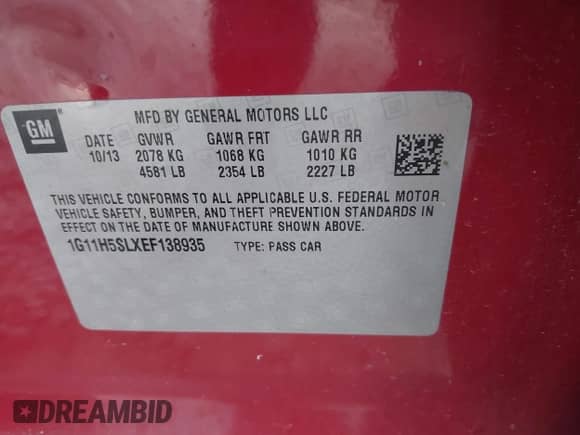 GM
MFD BY GENERAL MOTORS LLC
DATE GVWR GAWR FRT GAWR RR
10/13 2078 KG 1068 KG 1010 KG
4581 LB 2354 LB 2227 LB
THIS VEHICLE CONFORMS TO ALL APPLICABLE U.S. FEDERAL MOTOR
VEHICLE SAFETY, BUMPER, AND THEFT PREVENTION STANDARDS IN
EFFECT ON THE DATE OF MANUFACTURE SHOWN ABOVE.
1G11H5SLXEF138935 TYPE: PASS CAR
DREAMBID